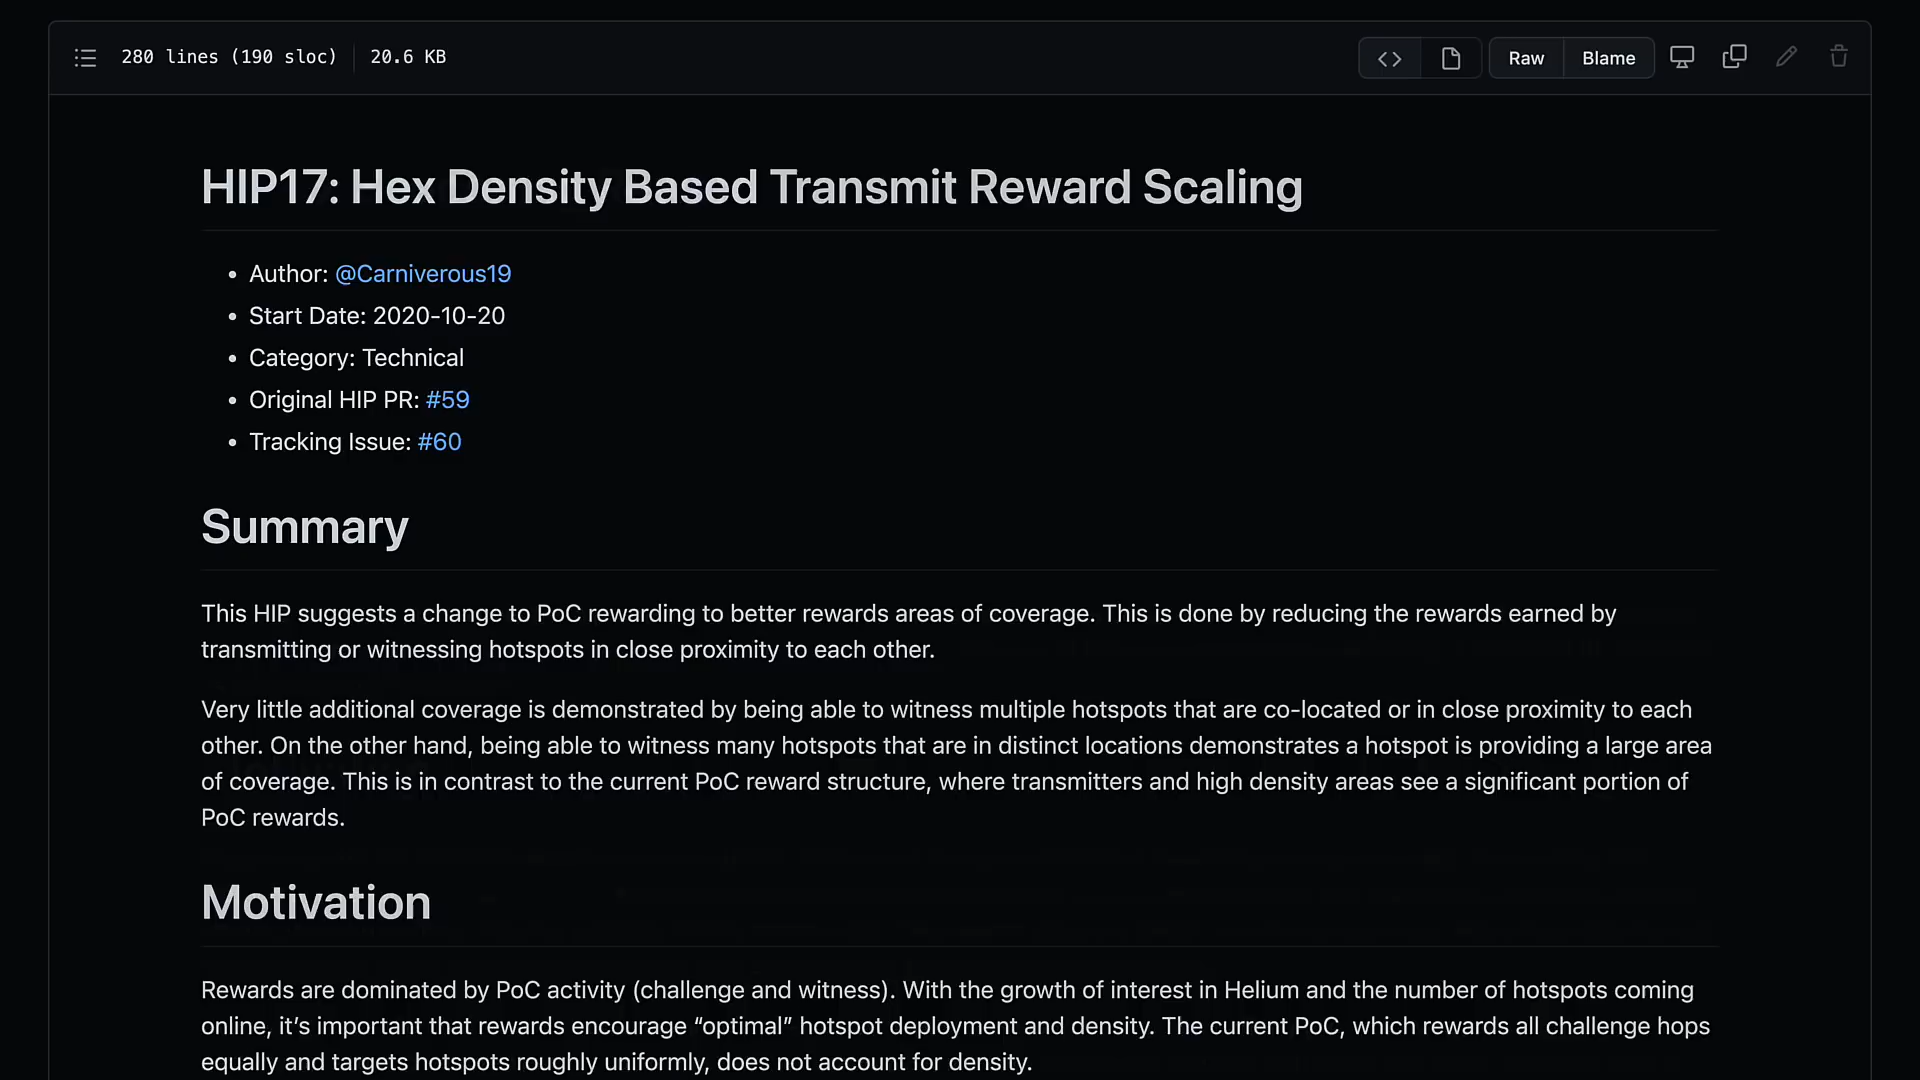 280 lines (190 sloc) 20.6 KB Raw Blame
HIP17: Hex Density Based Transmit Reward Scaling
• Author: @Carniverous19
• Start Date: 2020-10-20
• Category: Technical
• Original HIP PR: #59
• Tracking Issue: #60
Summary
This HIP suggests a change to PoC rewarding to better rewards areas of coverage. This is done by reducing the rewards earned by
transmitting or witnessing hotspots in close proximity to each other.
Very little additional coverage is demonstrated by being able to witness multiple hotspots that are co-located or in close proximity to each
other. On the other hand, being able to witness many hotspots that are in distinct locations demonstrates a hotspot is providing a large area
of coverage. This is in contrast to the current PoC reward structure, where transmitters and high density areas see a significant portion of
PoC rewards.
Motivation
Rewards are dominated by PoC activity (challenge and witness). With the growth of interest in Helium and the number of hotspots coming
online, it’s important that rewards encourage “optimal” hotspot deployment and density. The current PoC, which rewards all challenge hops
equally and targets hotspots roughly uniformly, does not account for density.